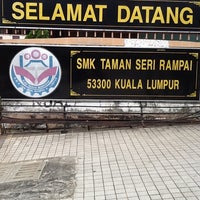 SELAMAT DATANG
SMK TAMAN SERI RAMPAI
53300 KUALA LUMPUR